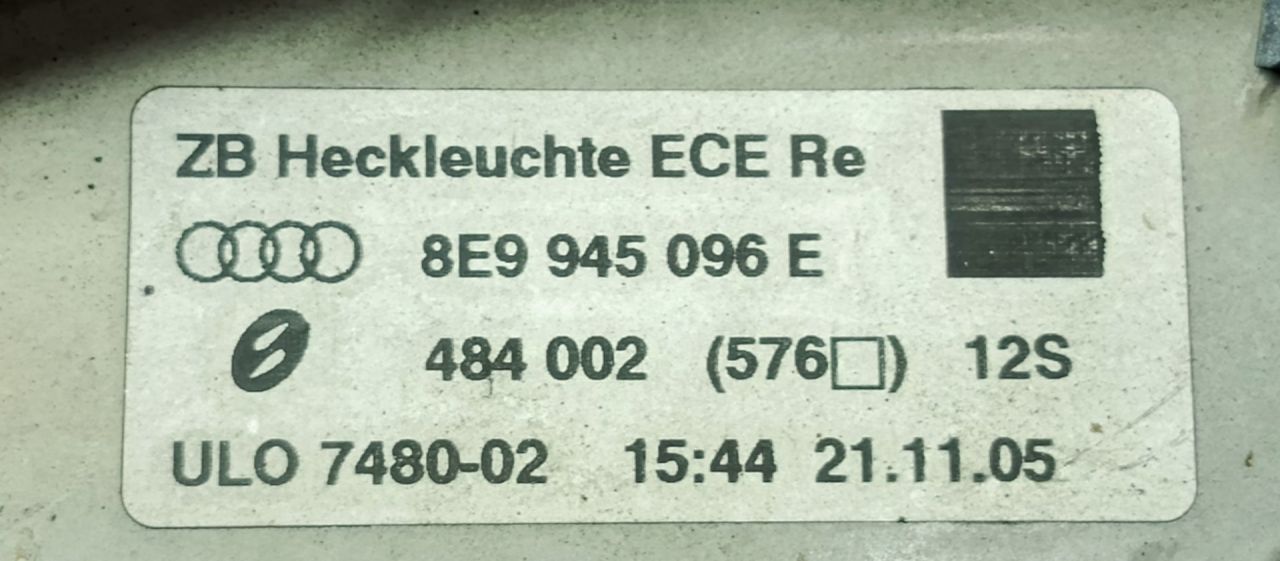 ZB Heckleuchte ECE Re
8E9 945 096 E
484 002 (576□) 12S
ULO 7480-02 15:44 21.11.05